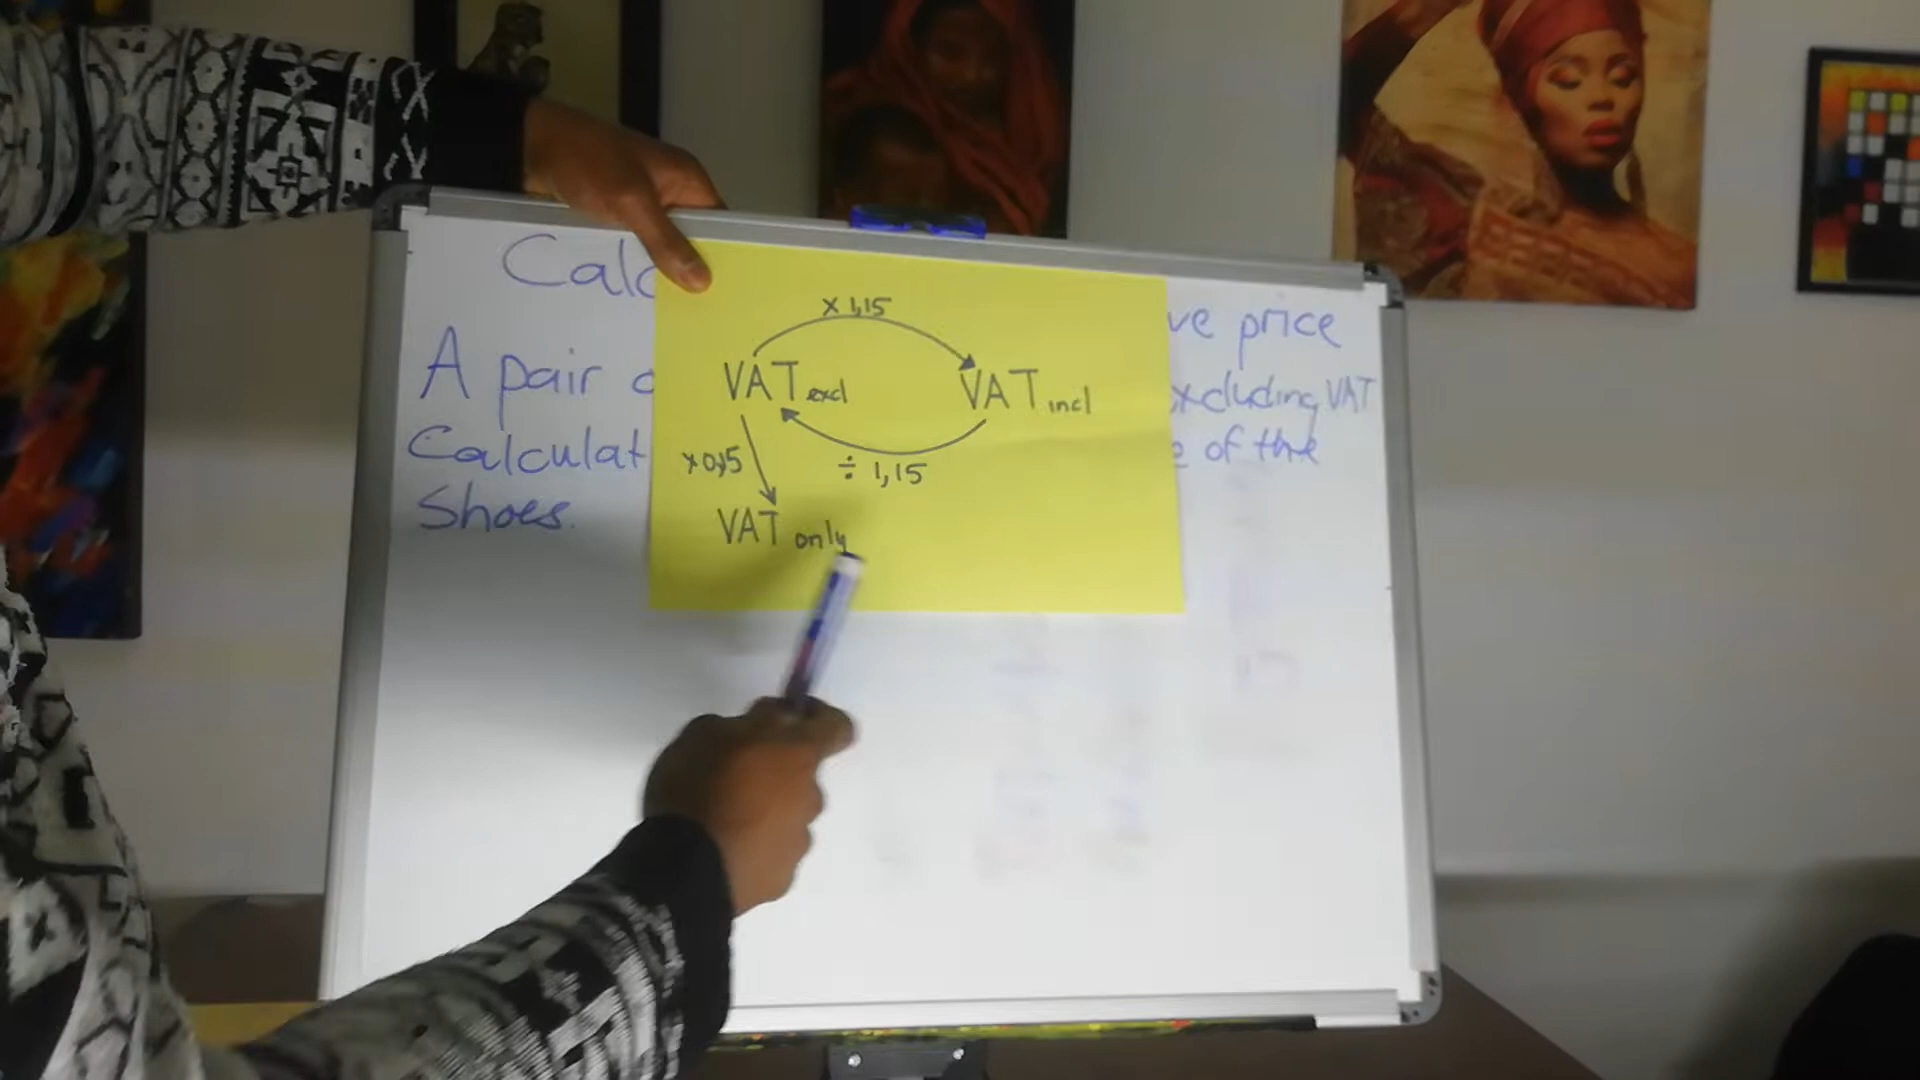 Calc
ve price
A pair o
xcluding VAT
Calculat
e of the
Shoes.
x 1,15
VAT excl
VAT incl
x 0,15
÷ 1,15
VAT only